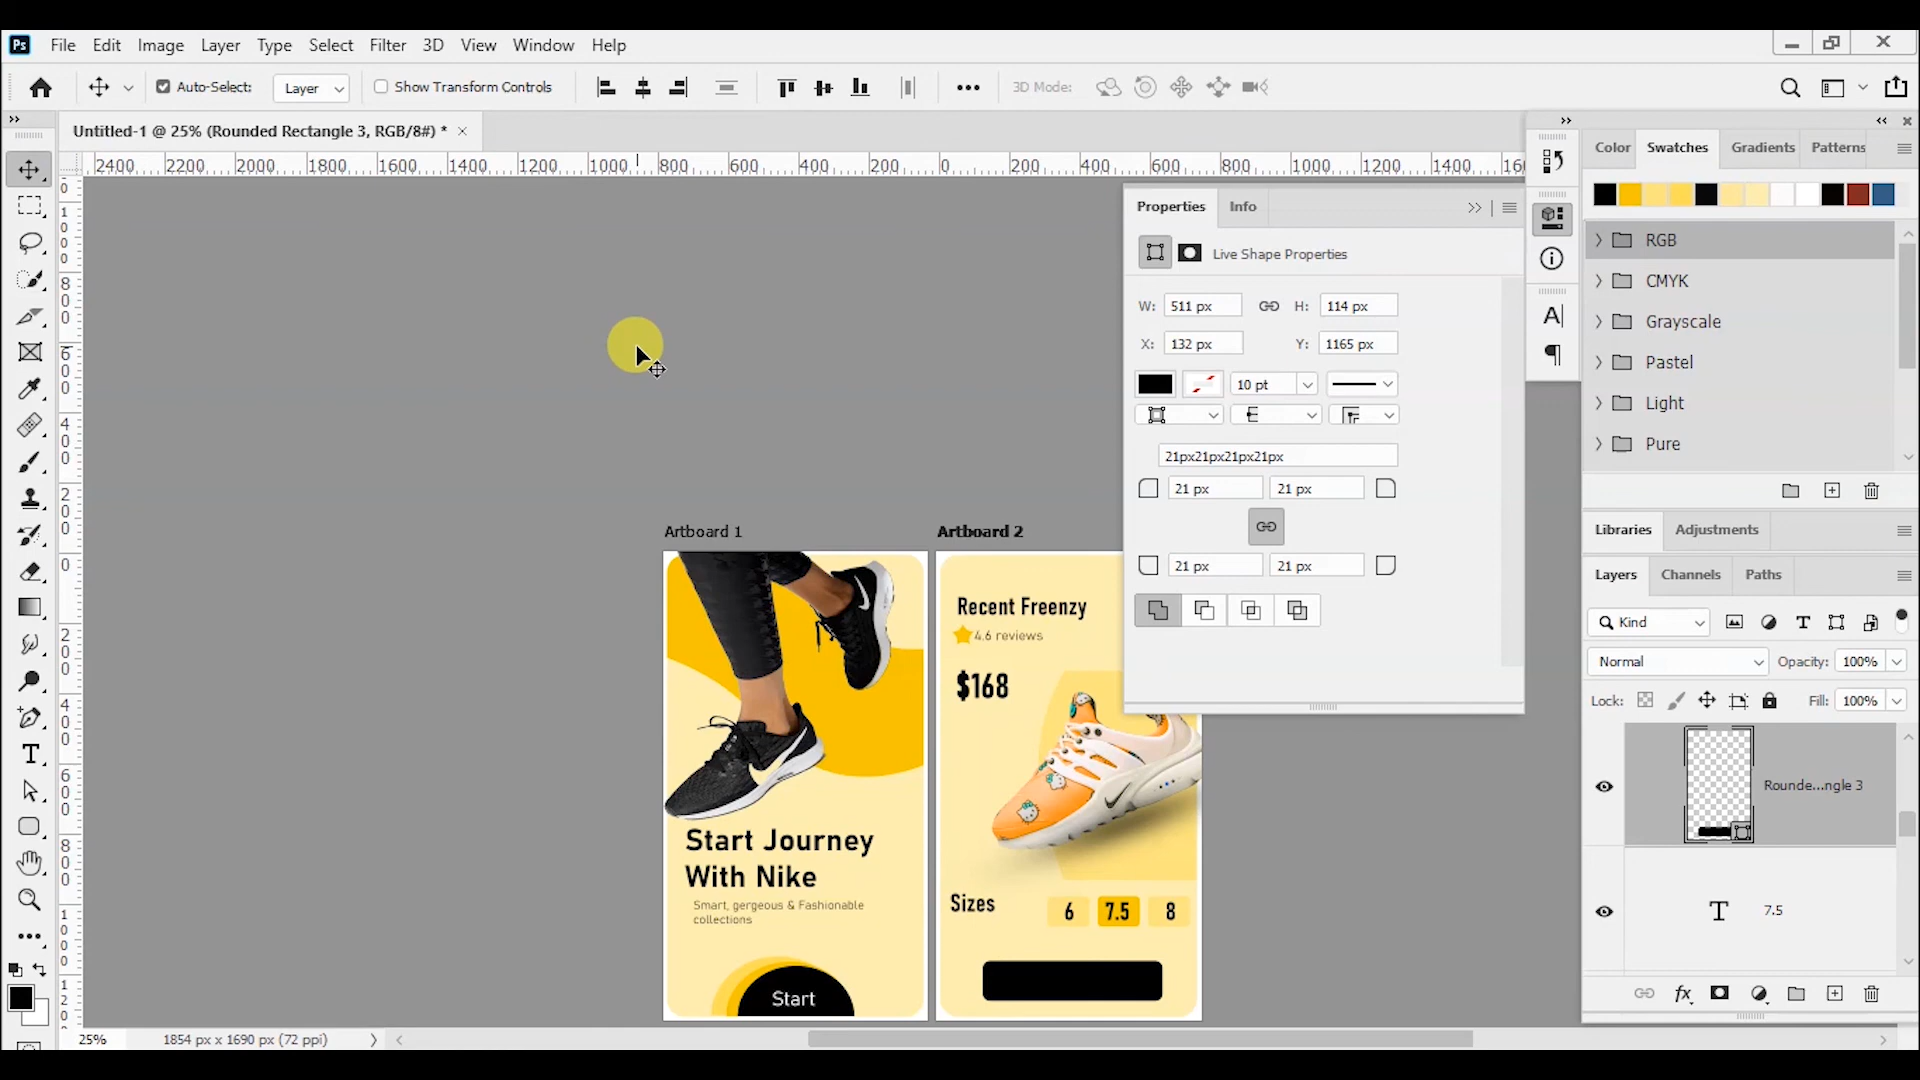 Ps File Edit Image Layer Type Select Filter 3D View Window Help
Auto-Select: Layer Show Transform Controls 3D Mode:
Untitled-1 @ 25% (Rounded Rectangle 3, RGB/8#) * ×
2400 2200 2000 1800 1600 1400 1200 1000 800 600 400 200 0 200 400 600 800 1000 1200 1400
Properties Info
Live Shape Properties
W: 511 px H: 114 px
X: 132 px Y: 1165 px
10 pt
21px21px21px21px
21 px 21 px
21 px 21 px
Color Swatches Gradients Patterns
RGB
CMYK
Grayscale
Pastel
Light
Pure
Libraries Adjustments
Layers Channels Paths
Kind
Normal Opacity: 100%
Lock: Fill: 100%
Rounde...ngle 3
T 7.5
fx
Artboard 1
Start Journey
With Nike
Smart, gergeous & Fashionable
collections
Start
Artboard 2
Recent Freenzy
4.6 reviews
$168
Sizes 6 7.5 8
25% 1854 px x 1690 px (72 ppi)